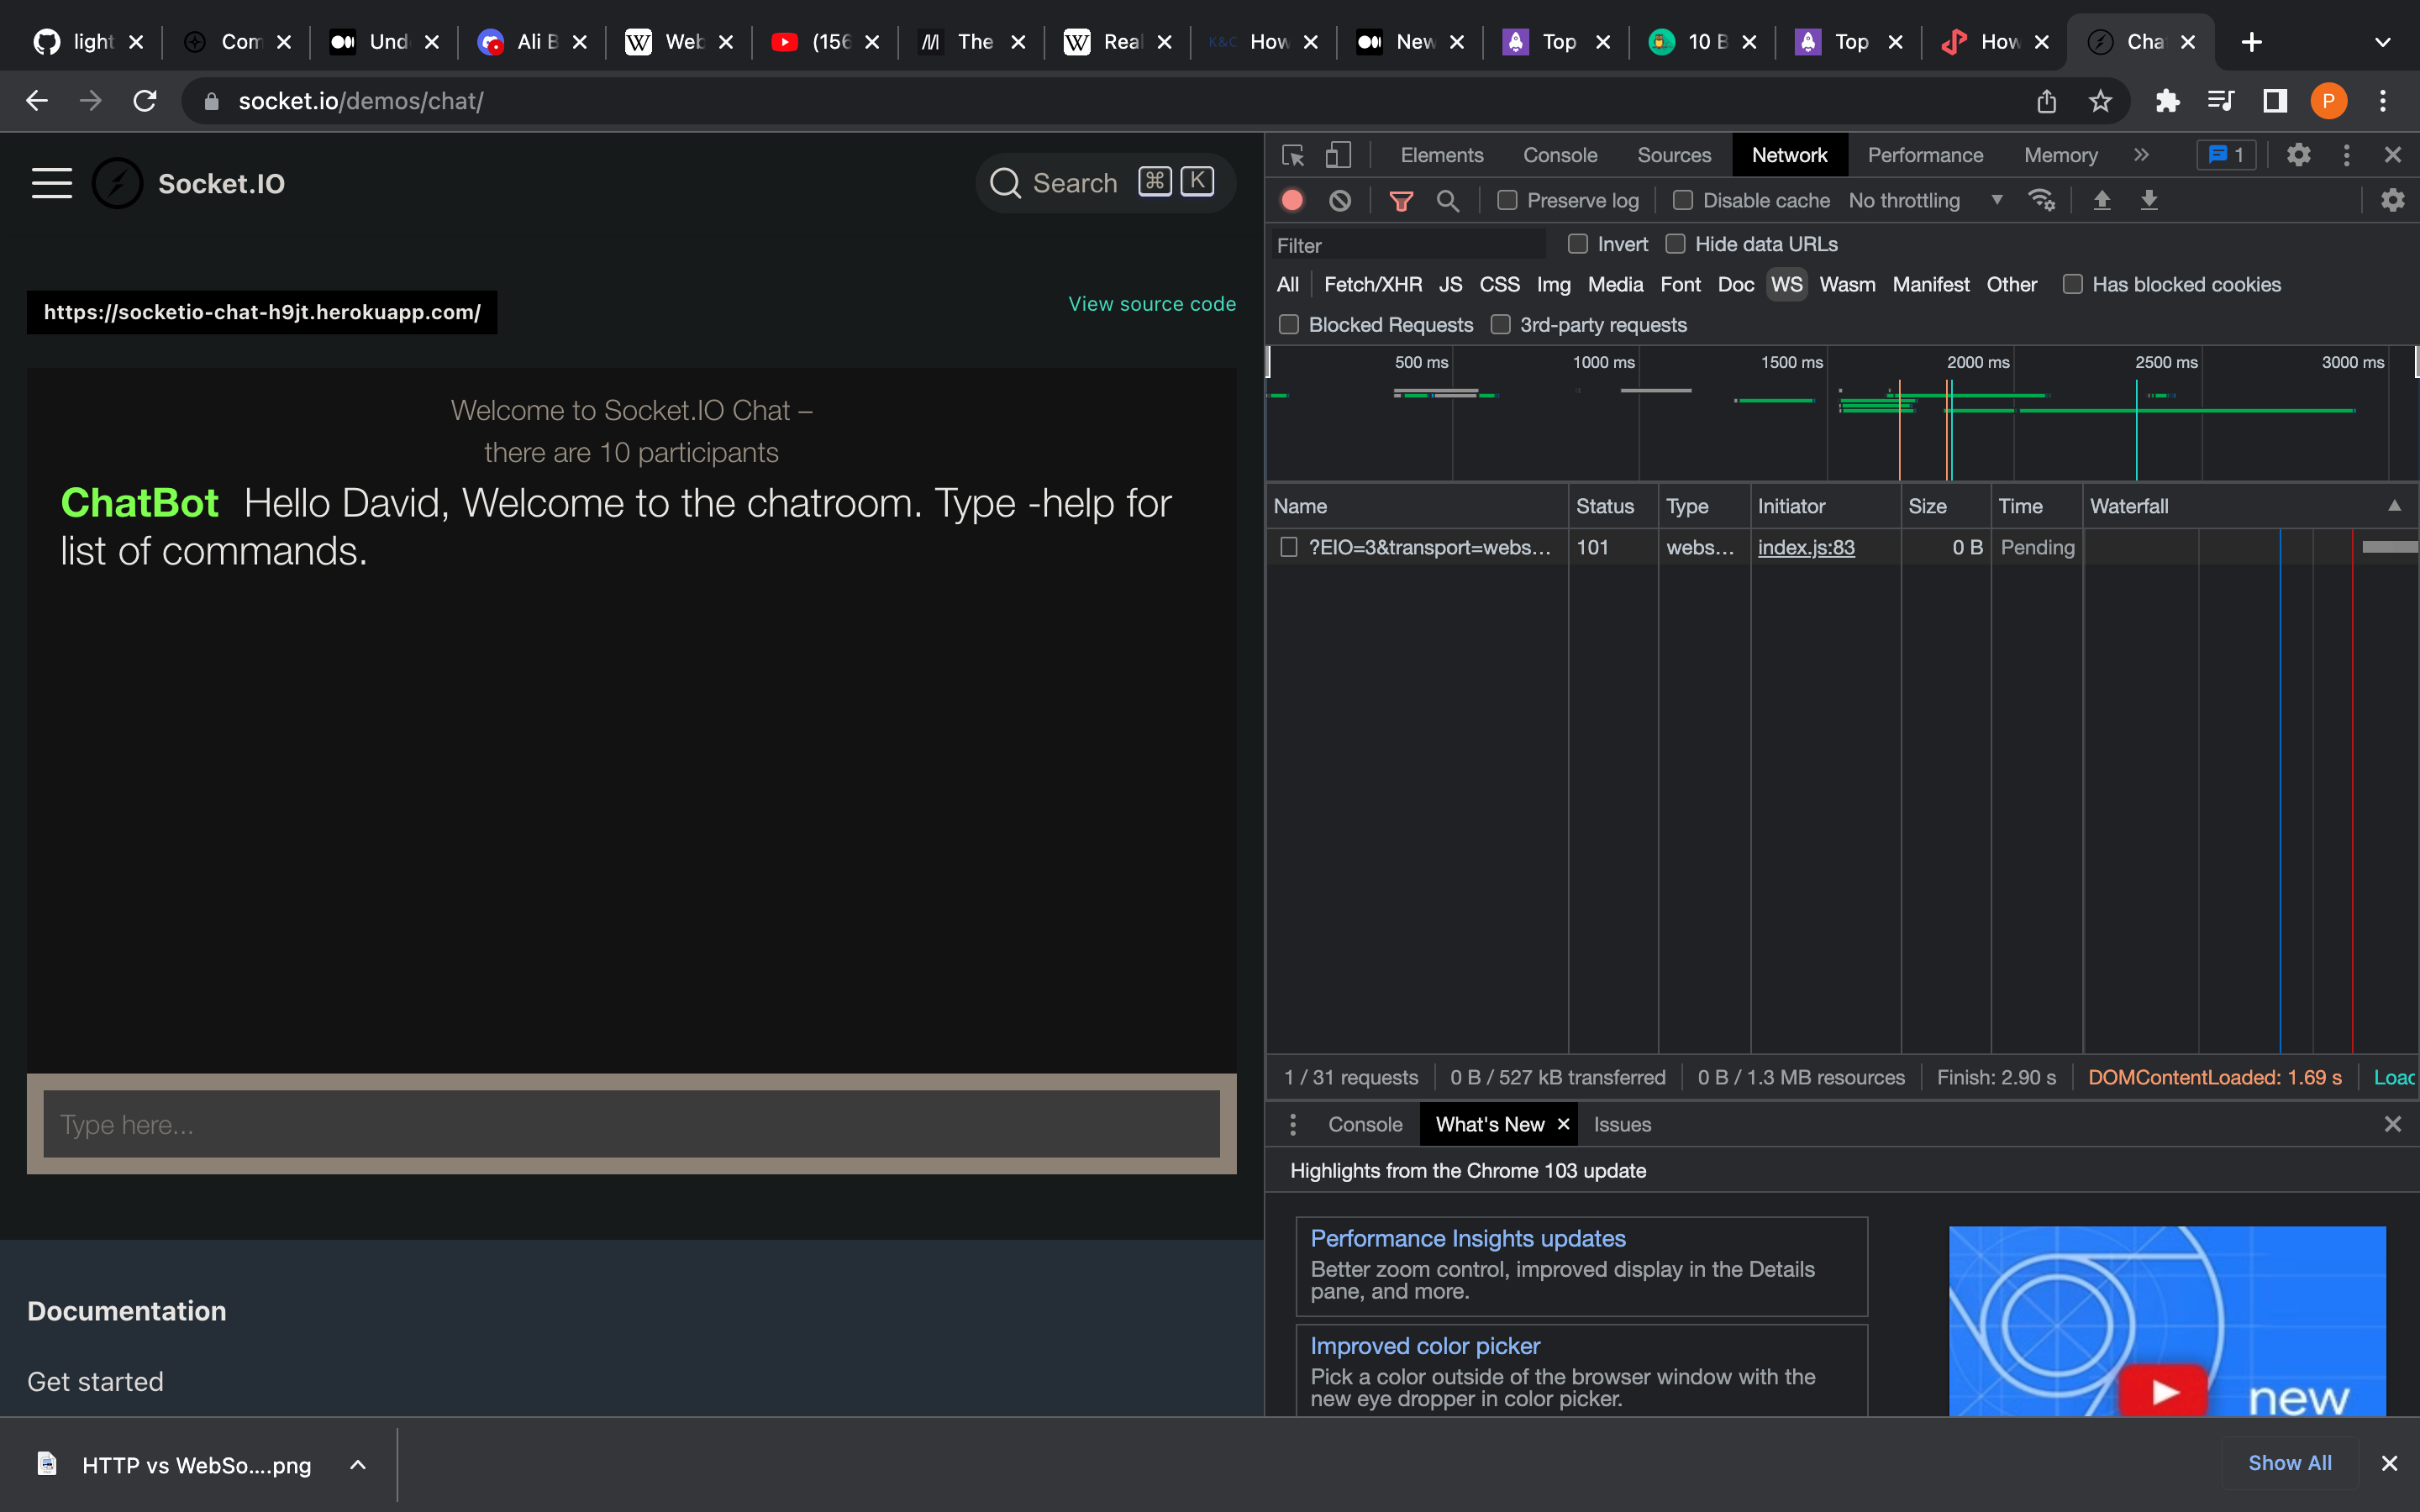 light
Com
Und
Ali B
Web
(156
The
Rea
K&C
How
New
Top
10 B
Top
How
Cha
socket.io/demos/chat/
P
Socket.IO
Search ⌘ K
https://socketio-chat-h9jt.herokuapp.com/
View source code
Welcome to Socket.IO Chat –
there are 10 participants
ChatBot Hello David, Welcome to the chatroom. Type -help for
list of commands.
Type here...
Documentation
Get started
Elements Console Sources Network Performance Memory 1
Preserve log Disable cache No throttling
Filter Invert Hide data URLs
All Fetch/XHR JS CSS Img Media Font Doc WS Wasm Manifest Other Has blocked cookies
Blocked Requests 3rd-party requests
500 ms 1000 ms 1500 ms 2000 ms 2500 ms 3000 ms
Name Status Type Initiator Size Time Waterfall
?EIO=3&transport=webs... 101 webs... index.js:83 0 B Pending
1 / 31 requests 0 B / 527 kB transferred 0 B / 1.3 MB resources Finish: 2.90 s DOMContentLoaded: 1.69 s Load
Console What's New Issues
Highlights from the Chrome 103 update
Performance Insights updates
Better zoom control, improved display in the Details
pane, and more.
Improved color picker
Pick a color outside of the browser window with the
new eye dropper in color picker.
new
HTTP vs WebSo....png
Show All